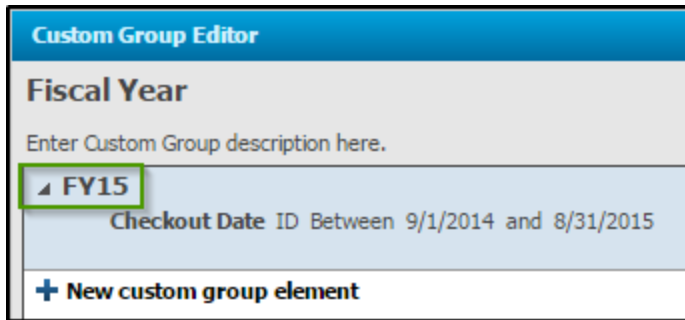 Custom Group Editor
Fiscal Year
Enter Custom Group description here.
FY15
Checkout Date ID Between 9/1/2014 and 8/31/2015
New custom group element